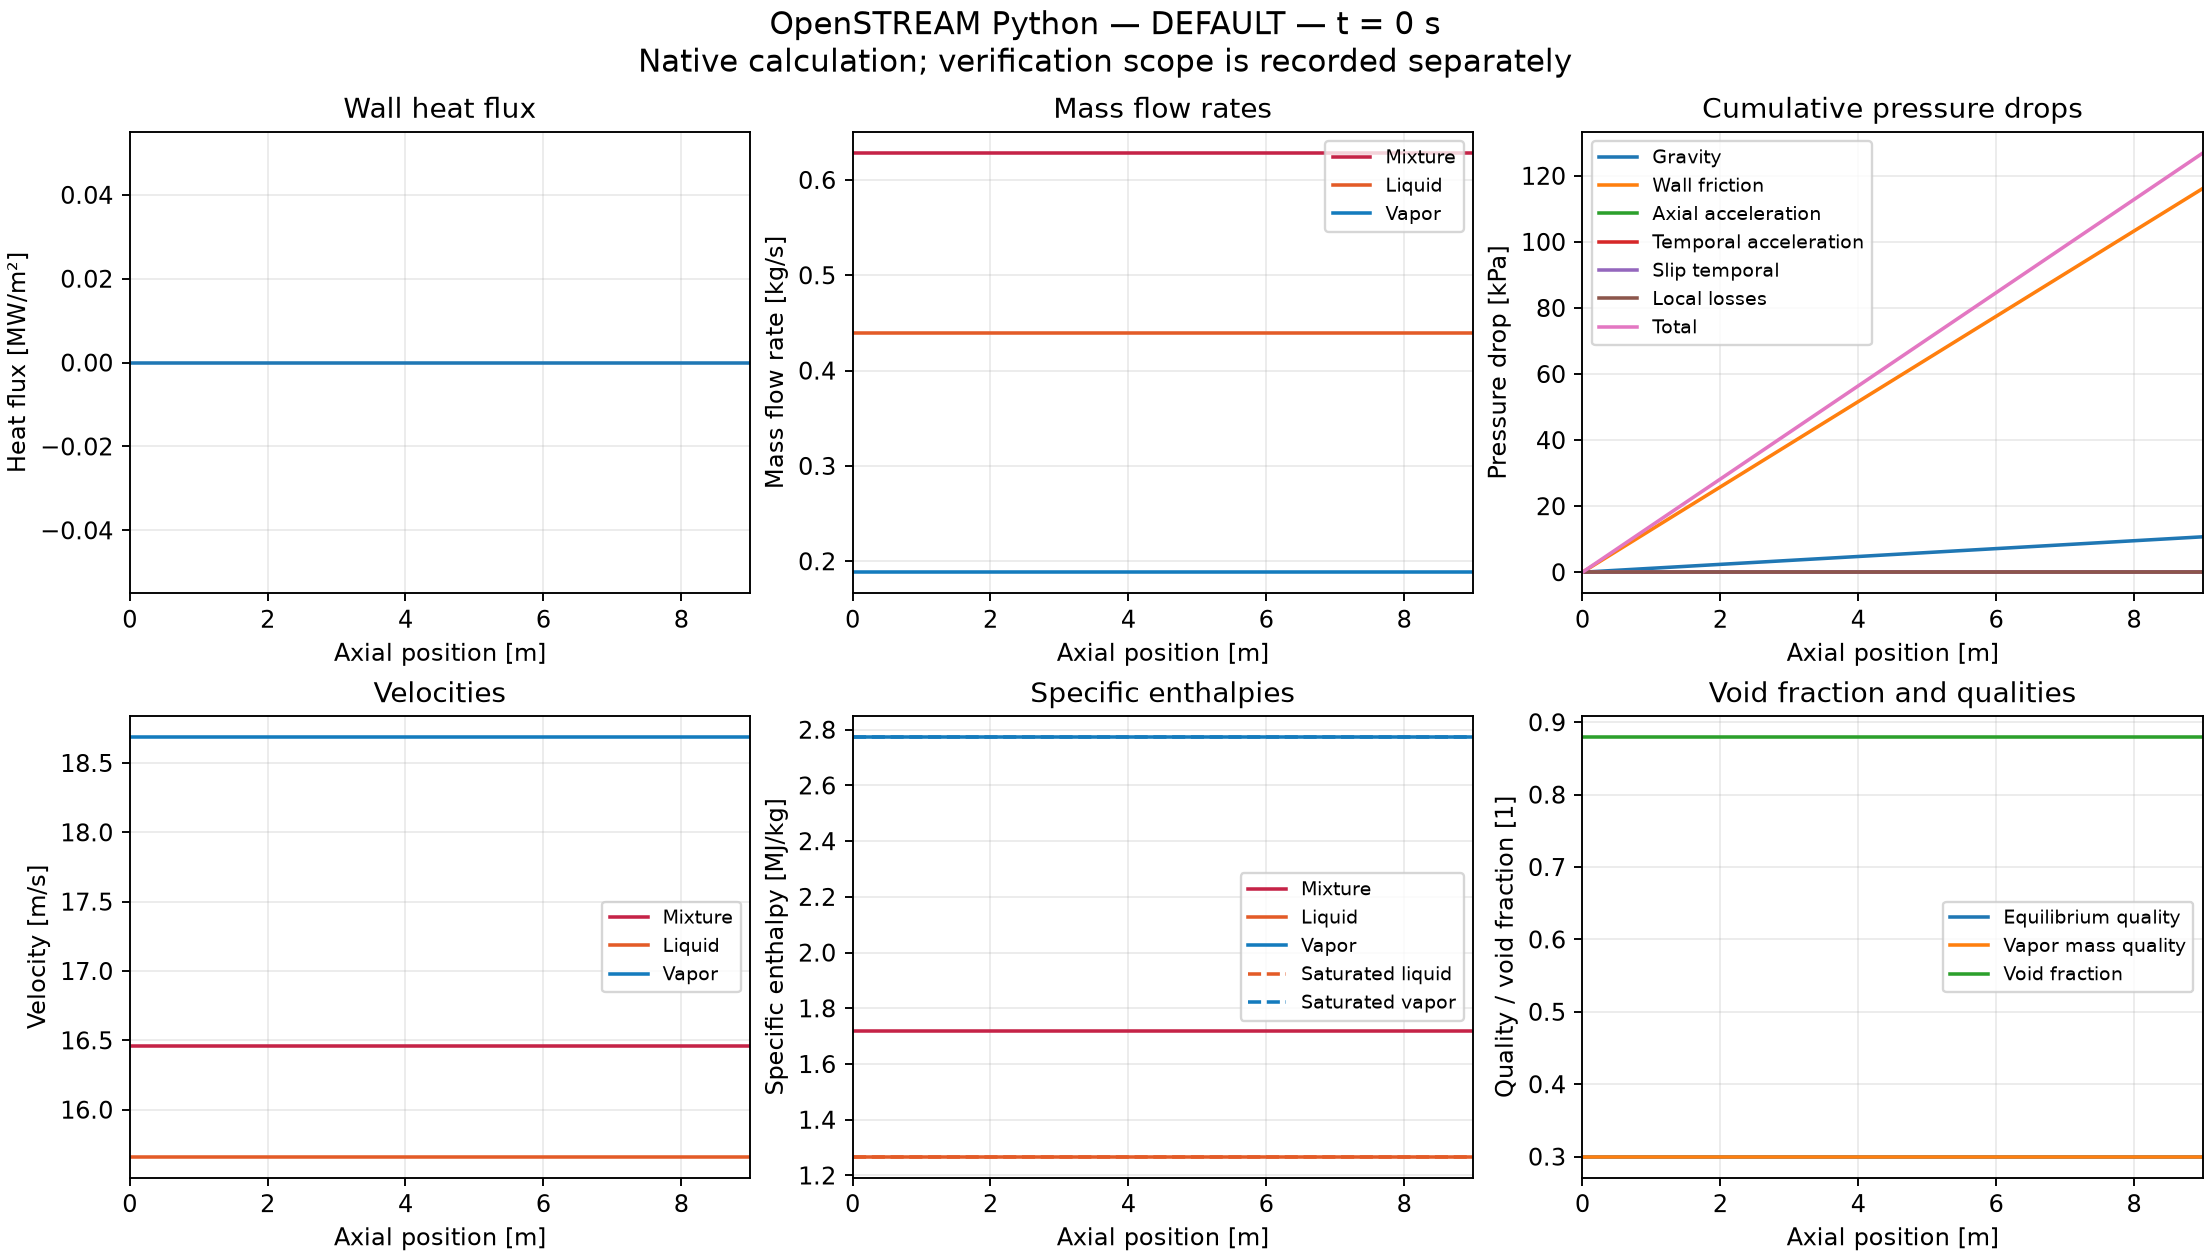 OpenSTREAM Python — DEFAULT — t = 0 s
Native calculation; verification scope is recorded separately
Wall heat flux
Heat flux [MW/m²]
0.04
0.02
0.00
−0.02
−0.04
0 2 4 6 8
Axial position [m]
Mass flow rates
Mass flow rate [kg/s]
0.6
0.5
0.4
0.3
0.2
Mixture
Liquid
Vapor
0 2 4 6 8
Axial position [m]
Cumulative pressure drops
Pressure drop [kPa]
120
100
80
60
40
20
0
Gravity
Wall friction
Axial acceleration
Temporal acceleration
Slip temporal
Local losses
Total
0 2 4 6 8
Axial position [m]
Velocities
Velocity [m/s]
18.5
18.0
17.5
17.0
16.5
16.0
Mixture
Liquid
Vapor
0 2 4 6 8
Axial position [m]
Specific enthalpies
Specific enthalpy [MJ/kg]
2.8
2.6
2.4
2.2
2.0
1.8
1.6
1.4
1.2
Mixture
Liquid
Vapor
Saturated liquid
Saturated vapor
0 2 4 6 8
Axial position [m]
Void fraction and qualities
Quality / void fraction [1]
0.9
0.8
0.7
0.6
0.5
0.4
0.3
Equilibrium quality
Vapor mass quality
Void fraction
0 2 4 6 8
Axial position [m]